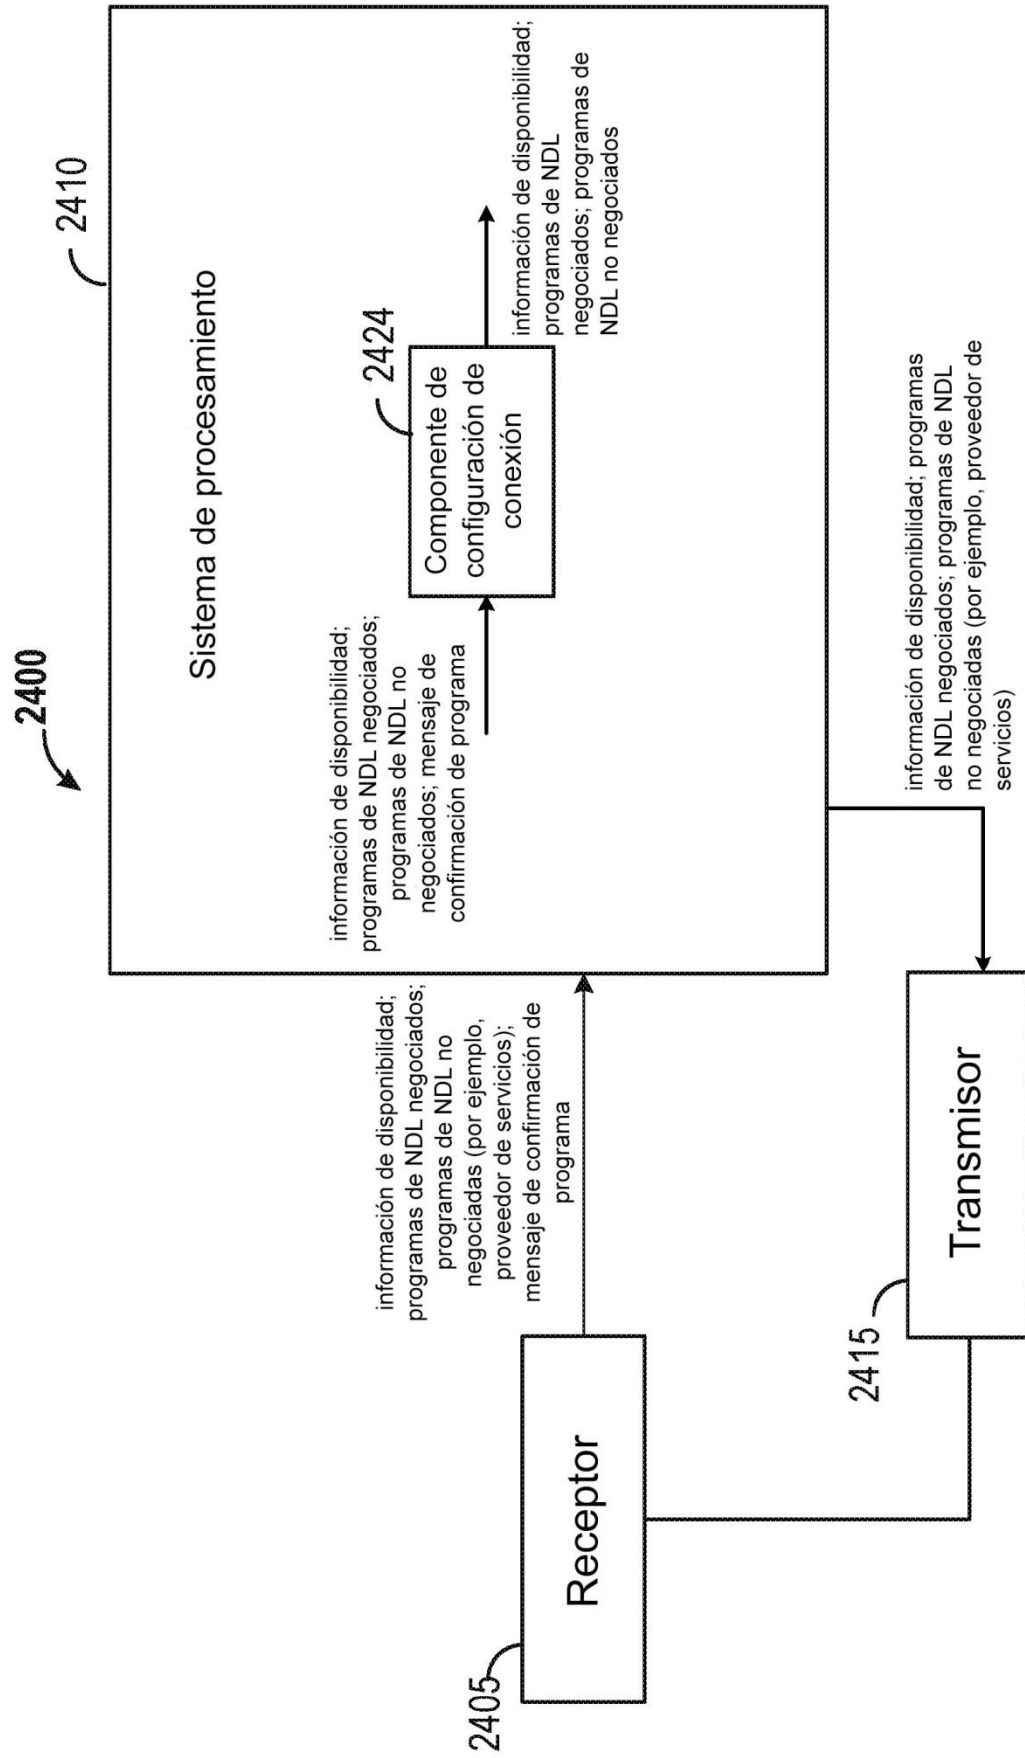 2400
2410
Sistema de procesamiento
información de disponibilidad;
programas de NDL negociados;
programas de NDL no
negociados; mensaje de
confirmación de programa
2424
Componente de
configuración de
conexión
información de disponibilidad;
programas de NDL
negociados; programas de
NDL no negociados
información de disponibilidad;
programas de NDL negociados;
programas de NDL no
negociadas (por ejemplo,
proveedor de servicios);
mensaje de confirmación de
programa
información de disponibilidad; programas
de NDL negociados; programas de NDL
no negociadas (por ejemplo, proveedor de
servicios)
2405
Receptor
2415
Transmisor